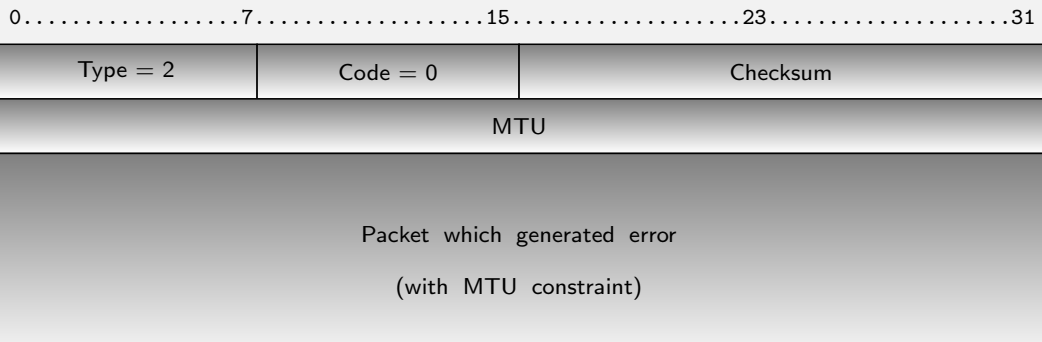 0.................7..................15...................23...................31
Type = 2 Code = 0 Checksum
MTU
Packet which generated error
(with MTU constraint)